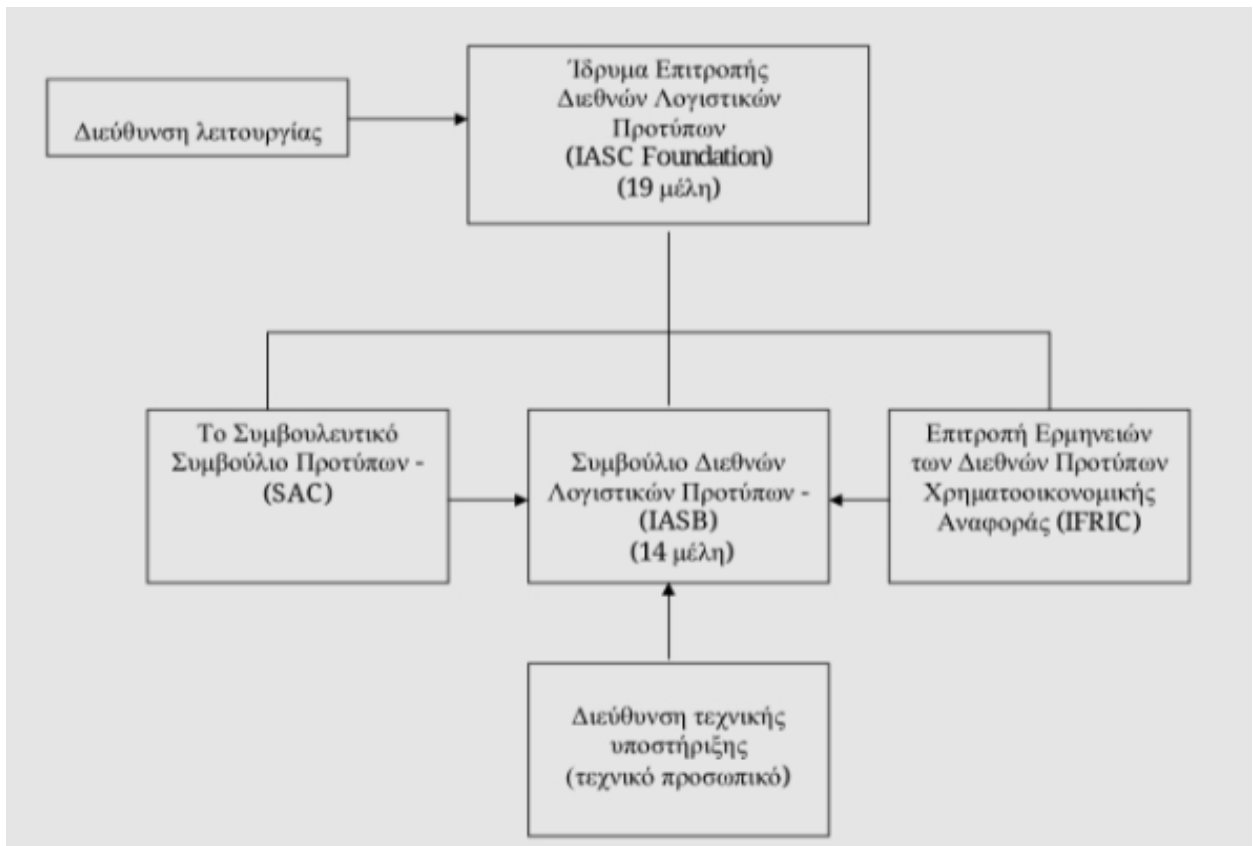 Ίδρυμα Επιτροπής
Διεθνών Λογιστικών
Προτύπων
(IASC Foundation)
(19 μέλη)
Διεύθυνση λειτουργίας
Το Συμβουλευτικό
Συμβούλιο Προτύπων -
(SAC)
Συμβούλιο Διεθνών
Λογιστικών Προτύπων -
(IASB)
(14 μέλη)
Επιτροπή Ερμηνειών
των Διεθνών Προτύπων
Χρηματοοικονομικής
Αναφοράς (IFRIC)
Διεύθυνση τεχνικής
υποστήριξης
(τεχνικό προσωπικό)